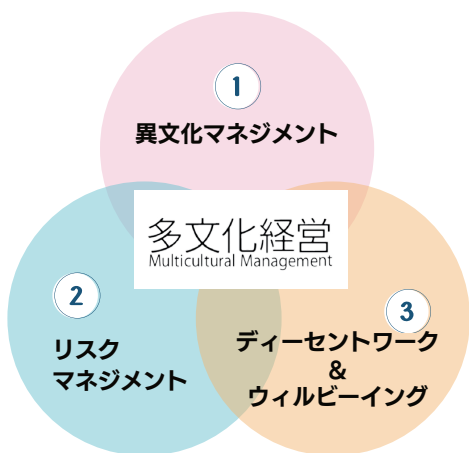 1
異文化マネジメント
多文化経営
Multicultural Management
2
リスク
マネジメント
3
ディーセントワーク
&
ウィルビーイング